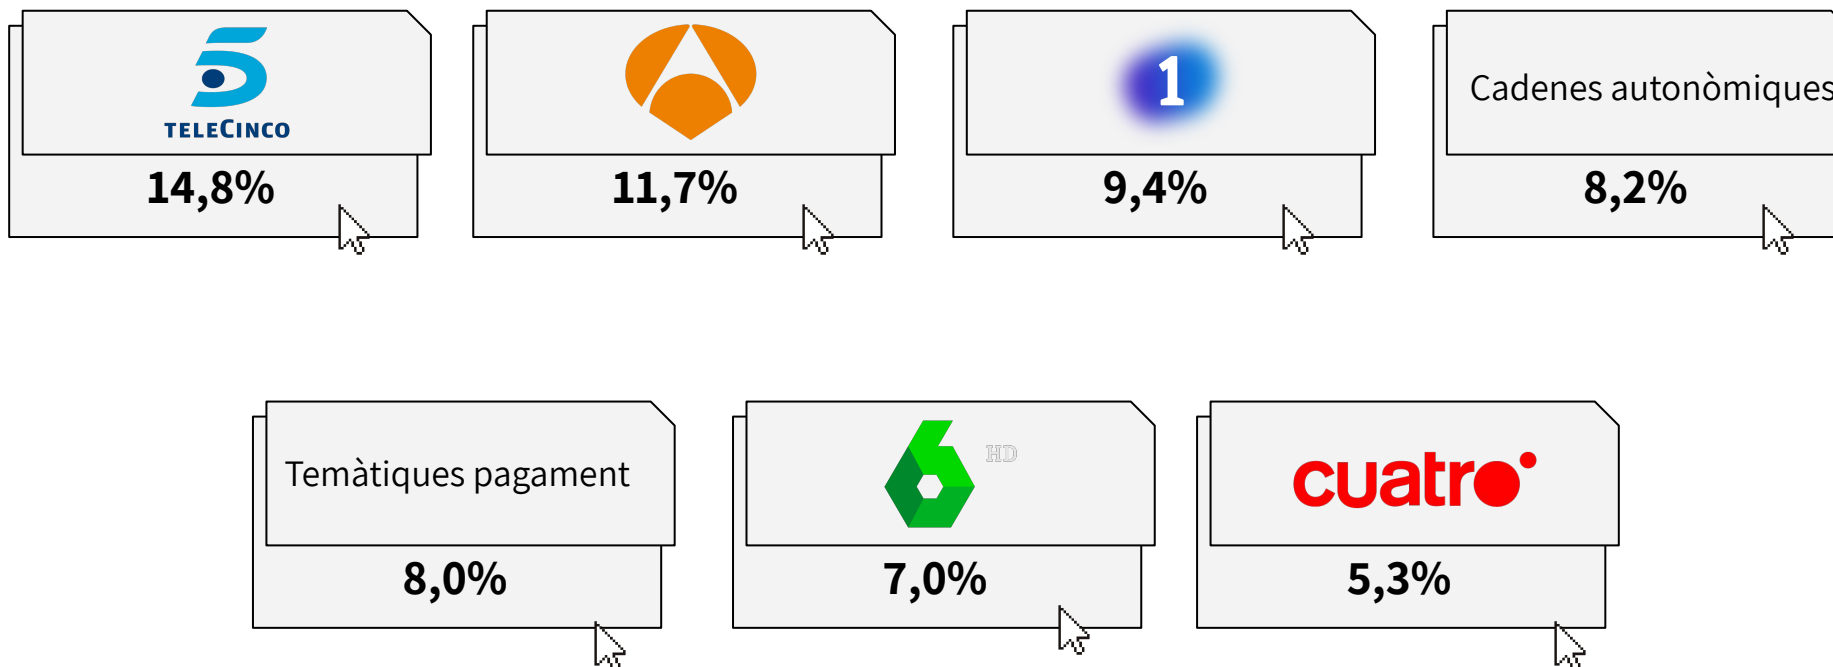 TELECINCO
1
Cadenes autonòmiques
14,8%
11,7%
9,4%
8,2%
Temàtiques pagament
6 HD
cuatro
8,0%
7,0%
5,3%